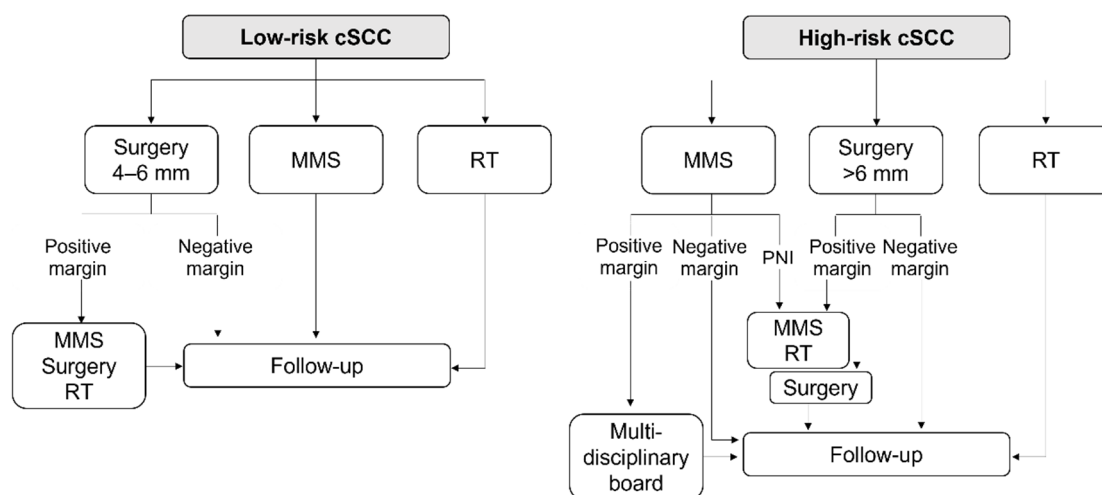 Low-risk cSCC
Surgery
4–6 mm
MMS
RT
Positive
margin
Negative
margin
MMS
Surgery
RT
Follow-up
High-risk cSCC
MMS
Surgery
>6 mm
RT
Positive
margin
Negative
margin
PNI
Positive
margin
Negative
margin
MMS
RT
Surgery
Multi-
disciplinary
board
Follow-up